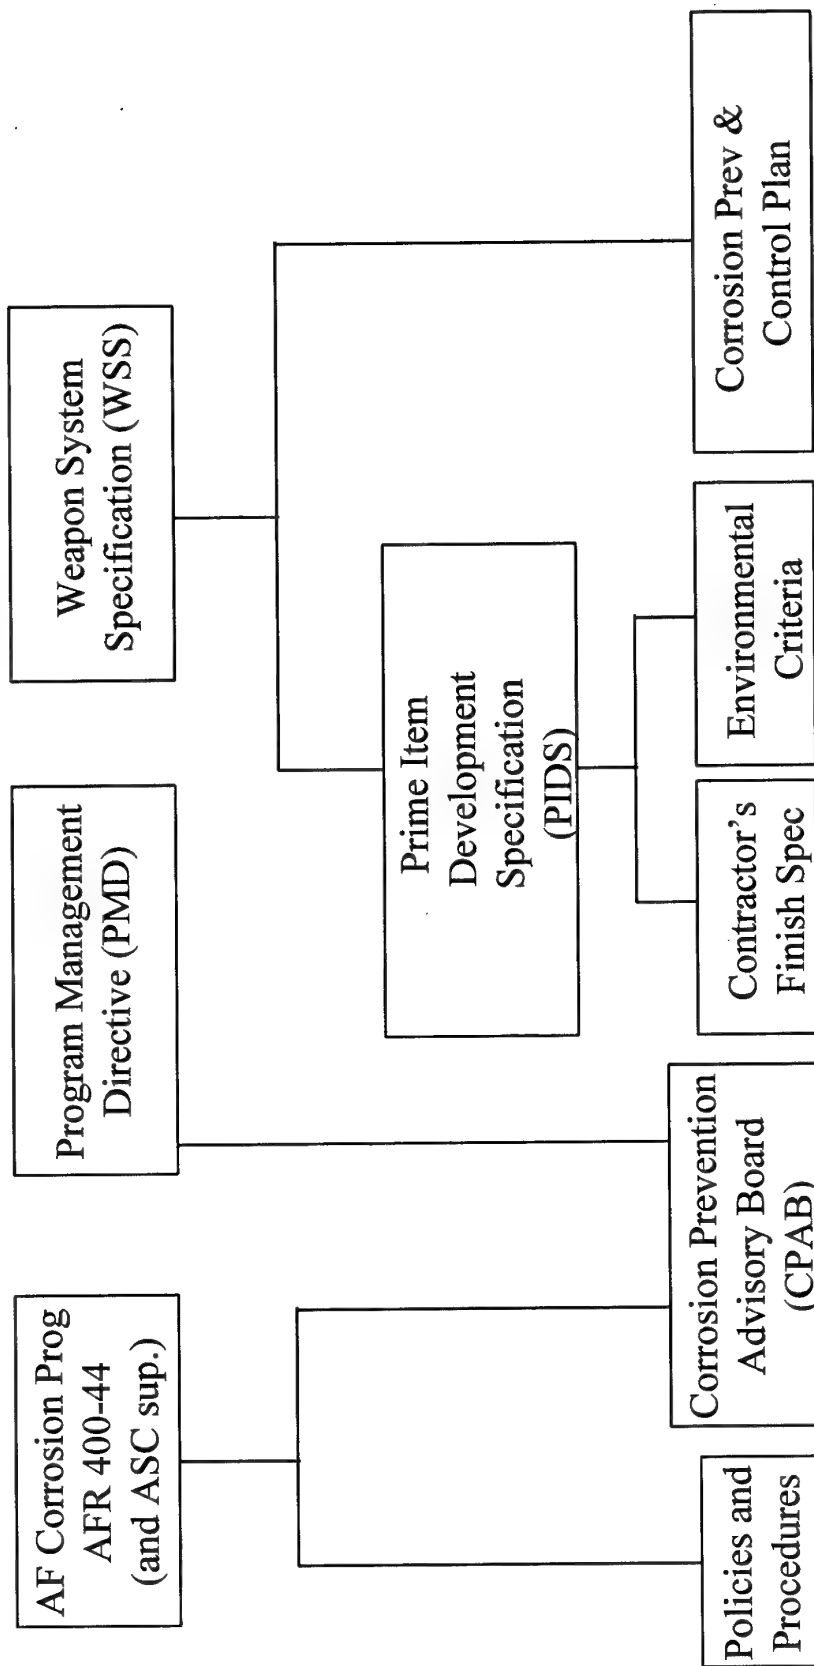 AF Corrosion Prog
AFR 400-44
(and ASC sup.)
Program Management
Directive (PMD)
Weapon System
Specification (WSS)
Prime Item
Development
Specification
(PIDS)
Policies and
Procedures
Corrosion Prevention
Advisory Board
(CPAB)
Contractor's
Finish Spec
Environmental
Criteria
Corrosion Prev &
Control Plan